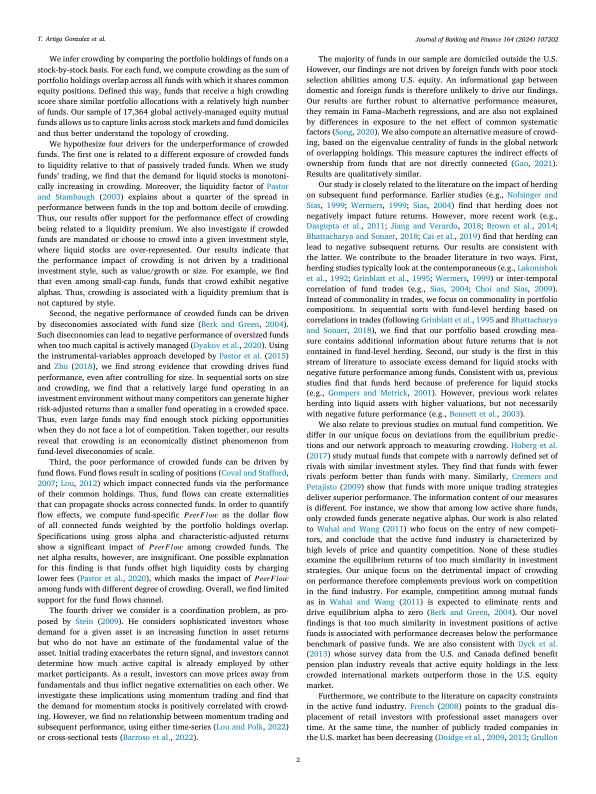 T. Artiga Gonzalez et al.
Journal of Banking and Finance 164 (2024) 107202
We infer crowding by comparing the portfolio holdings of funds on a
stock-by-stock basis. For each fund, we compute crowding as the sum of
portfolio holdings overlap across all funds with which it shares common
equity positions. Defined this way, funds that receive a high crowding
score share similar portfolio allocations with a relatively high number
of funds. Our sample of 17,364 global actively-managed equity mutual
funds allows us to capture links across stock markets and fund domiciles
and thus better understand the topology of crowding.
We hypothesize four drivers for the underperformance of crowded
funds. The first one is related to a different exposure of crowded funds
to liquidity relative to that of passively traded funds. When we study
funds' trading, we find that the demand for liquid stocks is monoton-
ically increasing in crowding. Moreover, the liquidity factor of Pastor
and Stambaugh (2003) explains about a quarter of the spread in
performance between funds in the top and bottom decile of crowding.
Thus, our results offer support for the performance effect of crowding
being related to a liquidity premium. We also investigate if crowded
funds are mandated or choose to crowd into a given investment style,
where liquid stocks are over-represented. Our results indicate that
the performance impact of crowding is not driven by a traditional
investment style, such as value/growth or size. For example, we find
that even among small-cap funds, funds that crowd exhibit negative
alphas. Thus, crowding is associated with a liquidity premium that is
not captured by style.
Second, the negative performance of crowded funds can be driven
by diseconomies associated with fund size (Berk and Green, 2004).
Such diseconomies can lead to negative performance of oversized funds
when too much capital is actively managed (Dyakov et al., 2020). Using
the instrumental-variables approach developed by Pastor et al. (2015)
and Zhu (2018), we find strong evidence that crowding drives fund
performance, even after controlling for size. In sequential sorts on size
and crowding, we find that a relatively large fund operating in an
investment environment without many competitors can generate higher
risk-adjusted returns than a smaller fund operating in a crowded space.
Thus, even large funds may find enough stock picking opportunities
when they do not face a lot of competition. Taken together, our results
reveal that crowding is an economically distinct phenomenon from
fund-level diseconomies of scale.
Third, the poor performance of crowded funds can be driven by
fund flows. Fund flows result in scaling of positions (Coval and Stafford,
2007; Lou, 2012) which impact connected funds via the performance
of their common holdings. Thus, fund flows can create externalities
that can propagate shocks across connected funds. In order to quantify
flow effects, we compute fund-specific PeerFlow as the dollar flow
of all connected funds weighted by the portfolio holdings overlap.
Specifications using gross alpha and characteristic-adjusted returns
show a significant impact of PeerFlow among crowded funds. The
net alpha results, however, are insignificant. One possible explanation
for this finding is that funds offset high liquidity costs by charging
lower fees (Pastor et al., 2020), which masks the impact of PeerFlow
among funds with different degree of crowding. Overall, we find limited
support for the fund flows channel.
The fourth driver we consider is a coordination problem, as pro-
posed by Stein (2009). He considers sophisticated investors whose
demand for a given asset is an increasing function in asset returns
but who do not have an estimate of the fundamental value of the
asset. Initial trading exacerbates the return signal, and investors cannot
determine how much active capital is already employed by other
market participants. As a result, investors can move prices away from
fundamentals and thus inflict negative externalities on each other. We
investigate these implications using momentum trading and find that
the demand for momentum stocks is positively correlated with crowd-
ing. However, we find no relationship between momentum trading and
subsequent performance, using either time-series (Lou and Polk, 2022)
or cross-sectional tests (Barroso et al., 2022).
The majority of funds in our sample are domiciled outside the U.S.
However, our findings are not driven by foreign funds with poor stock
selection abilities among U.S. equity. An informational gap between
domestic and foreign funds is therefore unlikely to drive our findings.
Our results are further robust to alternative performance measures,
they remain in Fama–Macbeth regressions, and are also not explained
by differences in exposure to the net effect of common systematic
factors (Song, 2020). We also compute an alternative measure of crowd-
ing, based on the eigenvalue centrality of funds in the global network
of overlapping holdings. This measure captures the indirect effects of
ownership from funds that are not directly connected (Gao, 2021).
Results are qualitatively similar.
Our study is closely related to the literature on the impact of herding
on subsequent fund performance. Earlier studies (e.g., Nofsinger and
Sias, 1999; Wermers, 1999; Sias, 2004) find that herding does not
negatively impact future returns. However, more recent work (e.g.,
Dasgupta et al., 2011; Jiang and Verardo, 2018; Brown et al., 2014;
Bhattacharya and Sonaer, 2018; Cai et al., 2019) find that herding can
lead to negative subsequent returns. Our results are consistent with
the latter. We contribute to the broader literature in two ways. First,
herding studies typically look at the contemporaneous (e.g., Lakonishok
et al., 1992; Grinblatt et al., 1995; Wermers, 1999) or inter-temporal
correlation of fund trades (e.g., Sias, 2004; Choi and Sias, 2009).
Instead of commonality in trades, we focus on commonality in portfolio
compositions. In sequential sorts with fund-level herding based on
correlations in trades (following Grinblatt et al., 1995 and Bhattacharya
and Sonaer, 2018), we find that our portfolio based crowding mea-
sure contains additional information about future returns that is not
contained in fund-level herding. Second, our study is the first in this
stream of literature to associate excess demand for liquid stocks with
negative future performance among funds. Consistent with us, previous
studies find that funds herd because of preference for liquid stocks
(e.g., Gompers and Metrick, 2001). However, previous work relates
herding into liquid assets with higher valuations, but not necessarily
with negative future performance (e.g., Bennett et al., 2003).
We also relate to previous studies on mutual fund competition. We
differ in our unique focus on deviations from the equilibrium predic-
tions and our network approach to measuring crowding. Hoberg et al.
(2017) study mutual funds that compete with a narrowly defined set of
rivals with similar investment styles. They find that funds with fewer
rivals perform better than funds with many. Similarly, Cremers and
Petajisto (2009) show that funds with more unique trading strategies
deliver superior performance. The information content of our measures
is different. For instance, we show that among low active share funds,
only crowded funds generate negative alpha. Our work is also related
to Wahal and Wang (2011) who focus on the entry of new competi-
tors, and conclude that the active fund industry is characterized by
high levels of price and quantity competition. None of these studies
examine the equilibrium returns of too much similarity in investment
strategies. Our unique focus on the detrimental impact of crowding
on performance therefore complements previous work on competition
in the fund industry. For example, competition among mutual funds
as in Wahal and Wang (2011) is expected to eliminate rents and
drive equilibrium alpha to zero (Berk and Green, 2004). Our novel
findings is that too much similarity in investment positions of active
funds is associated with performance decreases below the performance
benchmark of passive funds. We are also consistent with Dyck et al.
(2013) whose survey data from the U.S. and Canada defined benefit
pension plan industry reveals that active equity holdings in the less
crowded international markets outperform those in the U.S. equity
market.
Furthermore, we contribute to the literature on capacity constraints
in the active fund industry. French (2008) points to the gradual dis-
placement of retail investors with professional asset managers over
time. At the same time, the number of publicly traded companies in
the U.S. market has been decreasing (Doidge et al., 2009, 2013; Grullon
2